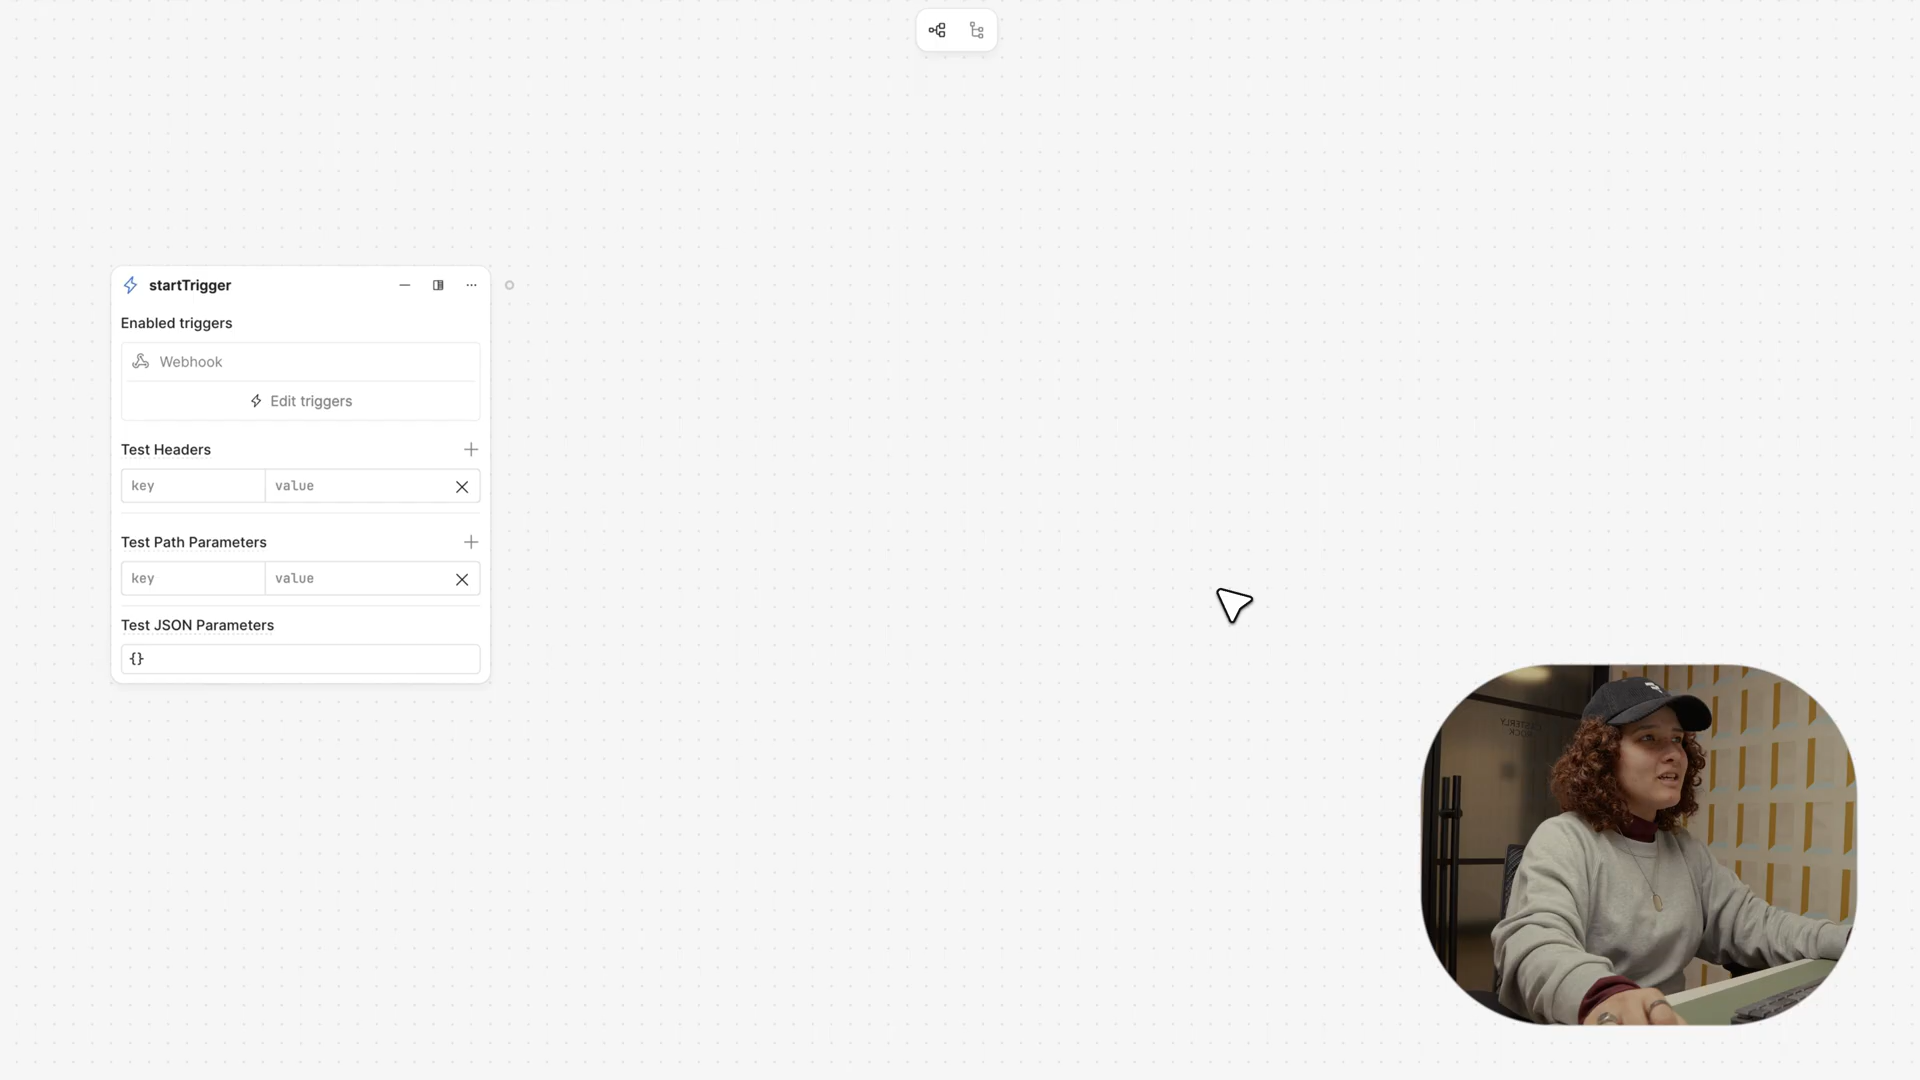 startTrigger
Enabled triggers
Webhook
Edit triggers
Test Headers
key value
Test Path Parameters
key value
Test JSON Parameters
{}